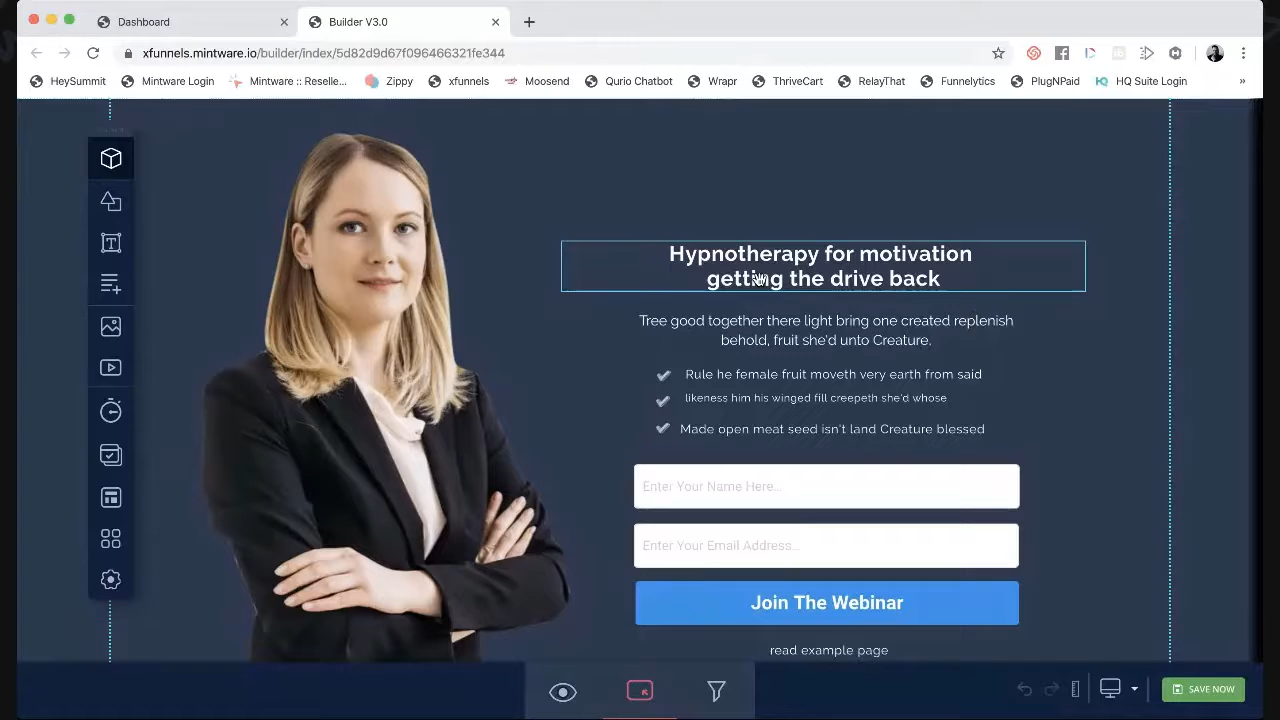 Dashboard
Builder V3.0
xfunnels.mintware.io/builder/index/5d82d9d67f096466321fe344
HeySummit
Mintware Login
Mintware :: Reselle...
Zippy
xfunnels
Moosend
Qurio Chatbot
Wrapr
ThriveCart
RelayThat
Funnelytics
PlugNPaid
HQ Suite Login
»
Hypnotherapy for motivation
getting the drive back
Tree good together there light bring one created replenish
behold, fruit she'd unto Creature.
Rule he female fruit moveth very earth from said
likeness him his winged fill creepeth she'd whose
Made open meat seed isn't land Creature blessed
Enter Your Name Here...
Enter Your Email Address...
Join The Webinar
read example page
SAVE NOW